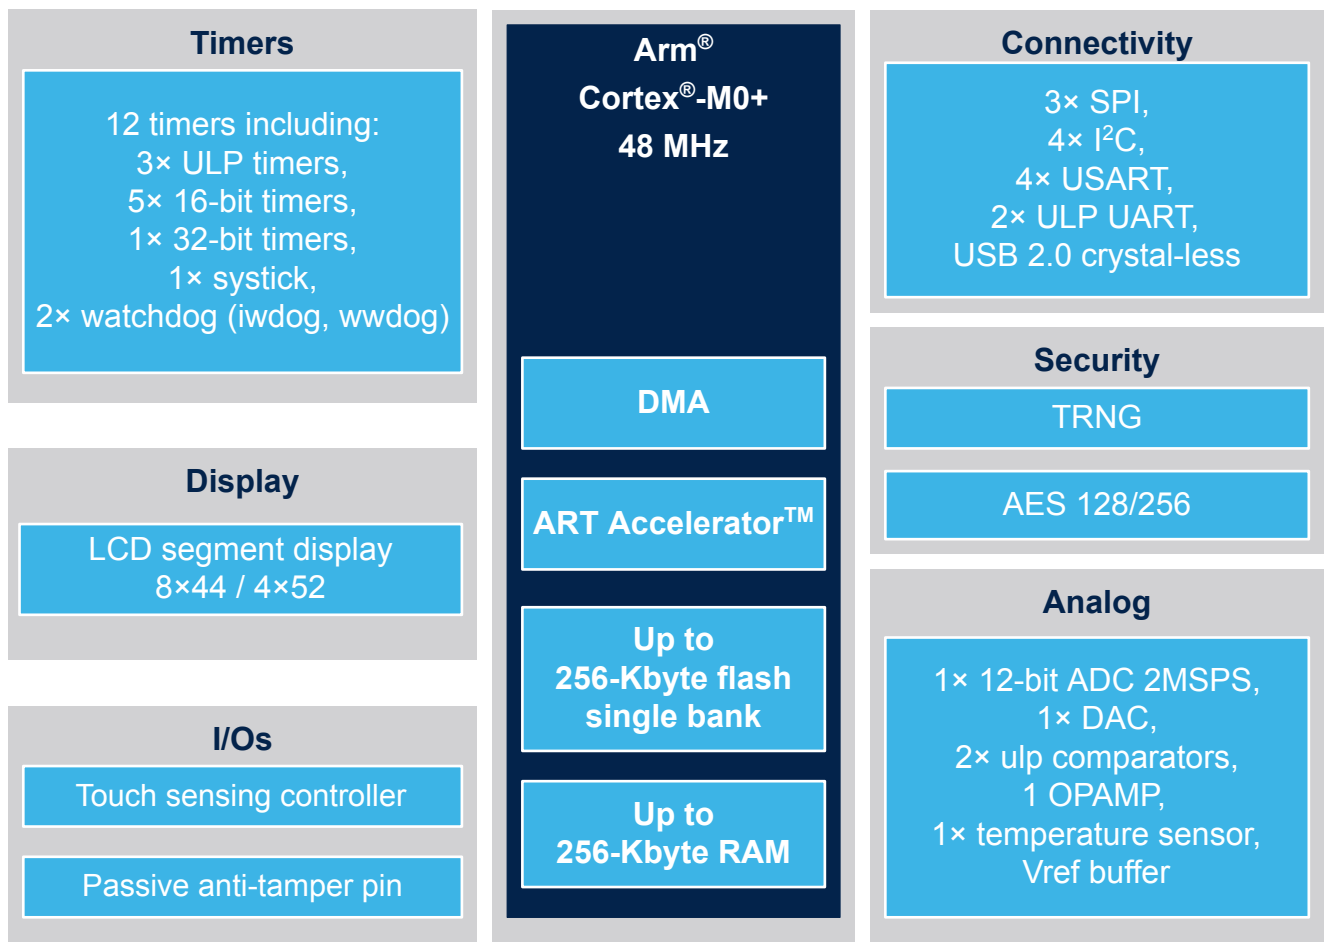 Timers
12 timers including:
3× ULP timers,
5× 16-bit timers,
1× 32-bit timers,
1× systick,
2× watchdog (iwdog, wwdog)
Display
LCD segment display
8×44 / 4×52
I/Os
Touch sensing controller
Passive anti-tamper pin
Arm®
Cortex®-M0+
48 MHz
DMA
ART Accelerator™
Up to
256-Kbyte flash
single bank
Up to
256-Kbyte RAM
Connectivity
3× SPI,
4× I²C,
4× USART,
2× ULP UART,
USB 2.0 crystal-less
Security
TRNG
AES 128/256
Analog
1× 12-bit ADC 2MSPS,
1× DAC,
2× ulp comparators,
1 OPAMP,
1× temperature sensor,
Vref buffer